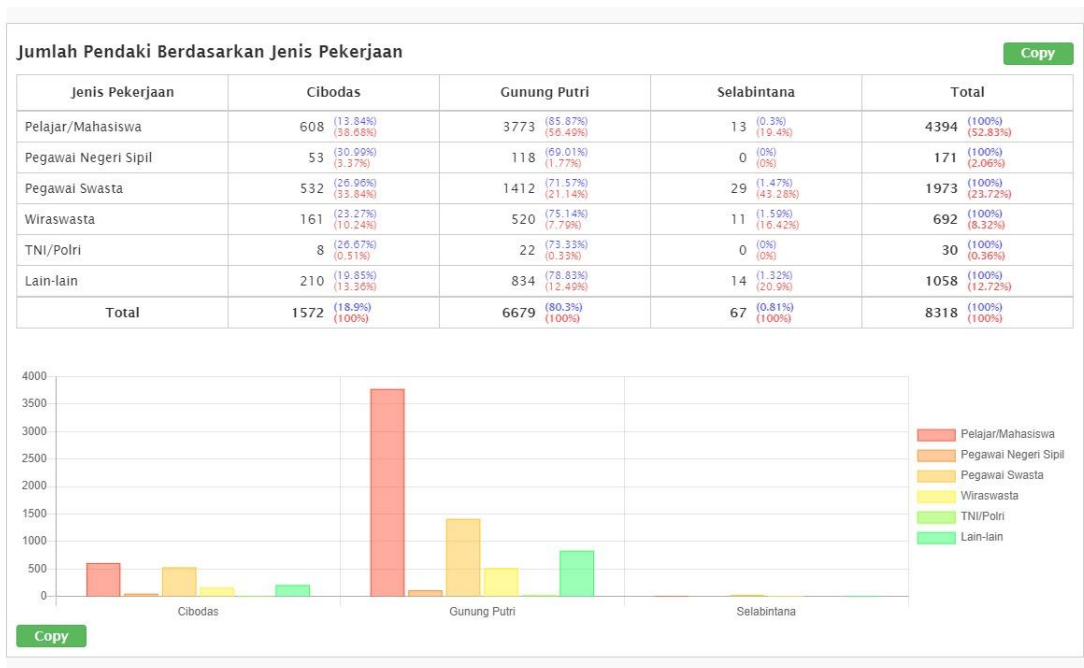 Jumlah Pendaki Berdasarkan Jenis Pekerjaan
Copy
Jenis Pekerjaan Cibodas Gunung Putri Selabintana Total
Pelajar/Mahasiswa 608 (13.84%) (38.68%) 3773 (85.87%) (56.49%) 13 (0.3%) (19.4%) 4394 (100%) (52.83%)
Pegawai Negeri Sipil 53 (30.99%) (3.37%) 118 (69.01%) (1.77%) 0 (0%) (0%) 171 (100%) (2.06%)
Pegawai Swasta 532 (26.96%) (33.84%) 1412 (71.57%) (21.14%) 29 (1.47%) (43.28%) 1973 (100%) (23.72%)
Wiraswasta 161 (23.27%) (10.24%) 520 (75.14%) (7.79%) 11 (1.59%) (16.42%) 692 (100%) (8.32%)
TNI/Polri 8 (26.67%) (0.51%) 22 (73.33%) (0.33%) 0 (0%) (0%) 30 (100%) (0.36%)
Lain-lain 210 (19.85%) (13.36%) 834 (78.83%) (12.49%) 14 (1.32%) (20.9%) 1058 (100%) (12.72%)
Total 1572 (18.9%) (100%) 6679 (80.3%) (100%) 67 (0.81%) (100%) 8318 (100%) (100%)
4000
3500
3000
2500
2000
1500
1000
500
0
Cibodas Gunung Putri Selabintana
Pelajar/Mahasiswa
Pegawai Negeri Sipil
Pegawai Swasta
Wiraswasta
TNI/Polri
Lain-lain
Copy